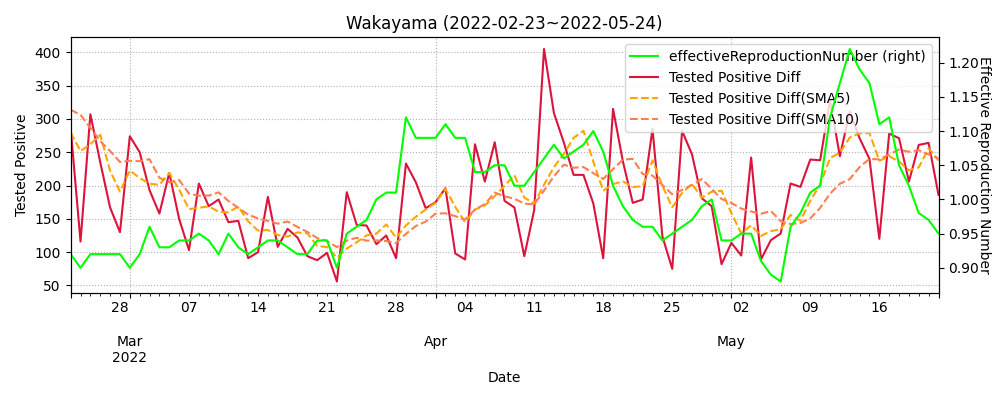 Wakayama (2022-02-23~2022-05-24)
effectiveReproductionNumber (right)
Tested Positive Diff
Tested Positive Diff(SMA5)
Tested Positive Diff(SMA10)
Tested Positive
400
350
300
250
200
150
100
50
1.20
1.15
1.10
1.05
1.00
0.95
0.90
Effective Reproduction Number
28 07 14 21 28 04 11 18 25 02 09 16
Mar Apr May
2022
Date